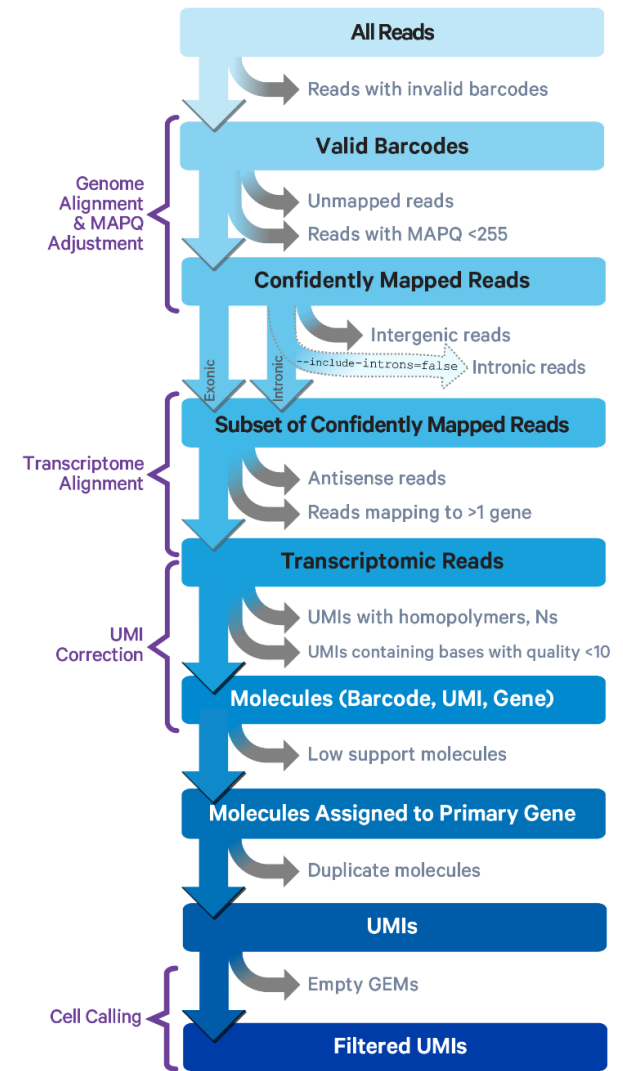 All Reads
Reads with invalid barcodes
Valid Barcodes
Genome
Alignment
& MAPQ
Adjustment
Unmapped reads
Reads with MAPQ <255
Confidently Mapped Reads
Exonic
Intronic
Intergenic reads
--include-introns=false
Intronic reads
Subset of Confidently Mapped Reads
Transcriptome
Alignment
Antisense reads
Reads mapping to >1 gene
Transcriptomic Reads
UMI
Correction
UMIs with homopolymers, Ns
UMIs containing bases with quality <10
Molecules (Barcode, UMI, Gene)
Low support molecules
Molecules Assigned to Primary Gene
Duplicate molecules
UMIs
Cell Calling
Empty GEMs
Filtered UMIs